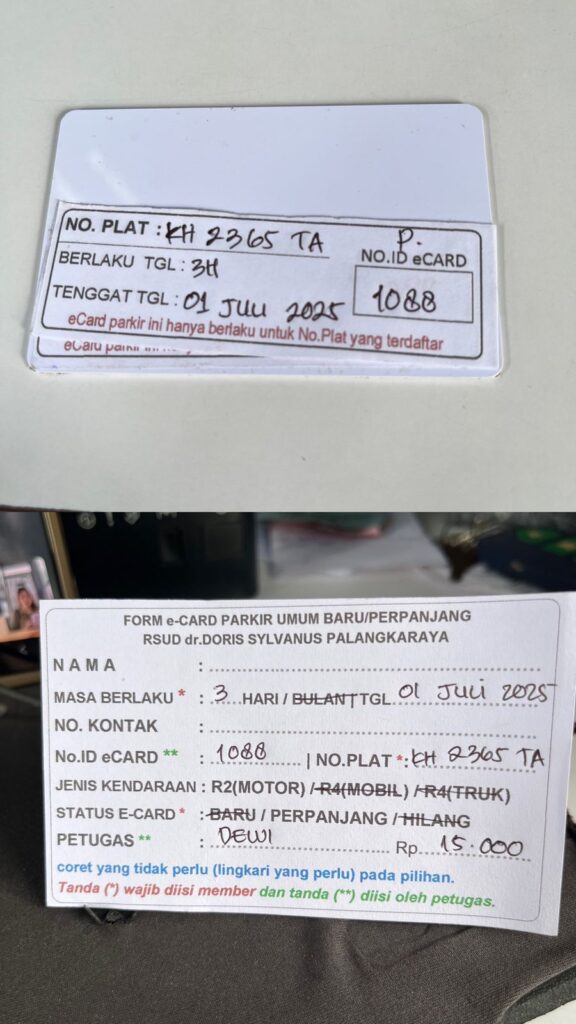 NO. PLAT : KH 2365 TA
P.
NO.ID eCARD
BERLAKU TGL : 3H
1088
TENGGAT TGL : 01 JULI 2025
eCard parkir ini hanya berlaku untuk No.Plat yang terdaftar
eCard parkir ini
FORM e-CARD PARKIR UMUM BARU/PERPANJANG
RSUD dr.DORIS SYLVANUS PALANGKARAYA
N A M A :
MASA BERLAKU * : 3 HARI / BULAN TGL 01 JULI 2025
NO. KONTAK :
No.ID eCARD ** : 1088 | NO.PLAT *: KH 2365 TA
JENIS KENDARAAN : R2(MOTOR) / R4(MOBIL) / R4(TRUK)
STATUS E-CARD * : BARU / PERPANJANG / HILANG
PETUGAS ** : DEWI Rp. 15.000
coret yang tidak perlu (lingkari yang perlu) pada pilihan.
Tanda (*) wajib diisi member dan tanda (**) diisi oleh petugas.